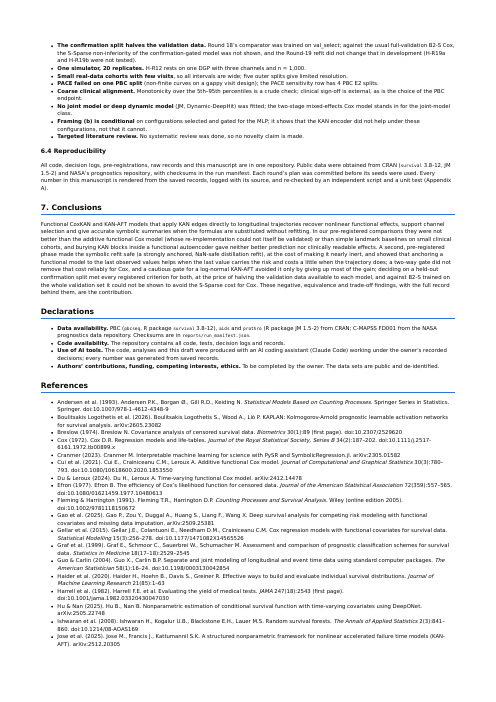 • The confirmation split halves the validation data. Round 18's comparator was trained on val_select; against the usual full-validation B2-S Cox,
the S-Sparse non-inferiority of the confirmation-gated model was not shown, and the Round-19 refit did not change that in development (H-R19a
and H-R19b were not tested).
• One simulator, 20 replicates. H-R12 rests on one DGP with three channels and n = 1,000.
• Small real-data cohorts with few visits, so all intervals are wide; five outer splits give limited resolution.
• PACE failed on one PBC split (non-finite curves on a gappy visit design); the PACE sensitivity row has 4 PBC E2 splits.
• Coarse clinical alignment. Monotonicity over the 5th–95th percentiles is a crude check; clinical sign-off is external, as is the choice of the PBC
endpoint.
• No joint model or deep dynamic model (JM, Dynamic-DeepHit) was fitted; the two-stage mixed-effects Cox model stands in for the joint-model
class.
• Framing (b) is conditional on configurations selected and gated for the MLP; it shows that the KAN encoder did not help under these
configurations, not that it cannot.
• Targeted literature review. No systematic review was done, so no novelty claim is made.
6.4 Reproducibility
All code, decision logs, pre-registrations, raw records and this manuscript are in one repository. Public data were obtained from CRAN (survival 3.8-12, JM
1.5-2) and NASA's prognostics repository, with checksums in the run manifest. Each round's plan was committed before its seeds were used. Every
number in this manuscript is rendered from the saved records, logged with its source, and re-checked by an independent script and a unit test (Appendix
A).
7. Conclusions
Functional CoxKAN and KAN-AFT models that apply KAN edges directly to longitudinal trajectories recover nonlinear functional effects, support channel
selection and give accurate symbolic summaries when the formulas are substituted without refitting. In our pre-registered comparisons they were not
better than the additive functional Cox model (whose re-implementation could not itself be validated) or than simple landmark baselines on small clinical
cohorts, and burying KAN blocks inside a functional autoencoder gave neither better prediction nor clinically readable effects. A second, pre-registered
phase made the symbolic refit safe (a strongly anchored, NaN-safe distillation refit), at the cost of making it nearly inert, and showed that anchoring a
functional model to the last observed values helps when the last value carries the risk and costs a little when the trajectory does; a two-way gate did not
remove that cost reliably for Cox, and a cautious gate for a log-normal KAN-AFT avoided it only by giving up most of the gain; deciding on a held-out
confirmation split met every registered criterion for both, at the price of halving the validation data available to each model, and against B2-S trained on
the whole validation set it could not be shown to avoid the S-Sparse cost for Cox. These negative, equivalence and trade-off findings, with the full record
behind them, are the contribution.
Declarations
• Data availability. PBC (pbcseq, R package survival 3.8-12), aids and prothro (R package JM 1.5-2) from CRAN; C-MAPSS FD001 from the NASA
prognostics data repository. Checksums are in reports/run_manifest.json.
• Code availability. The repository contains all code, tests, decision logs and records.
• Use of AI tools. The code, analyses and this draft were produced with an AI coding assistant (Claude Code) working under the owner's recorded
decisions; every number was generated from saved records.
• Authors' contributions, funding, competing interests, ethics. To be completed by the owner. The data sets are public and de-identified.
References
• Andersen et al. (1993). Andersen P.K., Borgan Ø., Gill R.D., Keiding N. Statistical Models Based on Counting Processes. Springer Series in Statistics.
Springer. doi:10.1007/978-1-4612-4348-9
• Boulitsakis Logothetis et al. (2026). Boulitsakis Logothetis S., Wood A., Liò P. KAPLAN: Kolmogorov-Arnold prognostic learnable activation networks
for survival analysis. arXiv:2605.23082
• Breslow (1974). Breslow N. Covariance analysis of censored survival data. Biometrics 30(1):89 (first page). doi:10.2307/2529620
• Cox (1972). Cox D.R. Regression models and life-tables. Journal of the Royal Statistical Society, Series B 34(2):187–202. doi:10.1111/j.2517-
6161.1972.tb00899.x
• Cranmer (2023). Cranmer M. Interpretable machine learning for science with PySR and SymbolicRegression.jl. arXiv:2305.01582
• Cui et al. (2021). Cui E., Crainiceanu C.M., Leroux A. Additive functional Cox model. Journal of Computational and Graphical Statistics 30(3):780–
793. doi:10.1080/10618600.2020.1853550
• Du & Leroux (2024). Du H., Leroux A. Time-varying functional Cox model. arXiv:2412.14478
• Efron (1977). Efron B. The efficiency of Cox's likelihood function for censored data. Journal of the American Statistical Association 72(359):557–565.
doi:10.1080/01621459.1977.10480613
• Fleming & Harrington (1991). Fleming T.R., Harrington D.P. Counting Processes and Survival Analysis. Wiley (online edition 2005).
doi:10.1002/9781118150672
• Gao et al. (2025). Gao P., Zou Y., Duggal A., Huang S., Liang F., Wang X. Deep survival analysis for competing risk modeling with functional
covariates and missing data imputation. arXiv:2509.25381
• Gellar et al. (2015). Gellar J.E., Colantuoni E., Needham D.M., Crainiceanu C.M. Cox regression models with functional covariates for survival data.
Statistical Modelling 15(3):256–278. doi:10.1177/1471082X14565526
• Graf et al. (1999). Graf E., Schmoor C., Sauerbrei W., Schumacher M. Assessment and comparison of prognostic classification schemes for survival
data. Statistics in Medicine 18(17–18):2529–2545
• Guo & Carlin (2004). Guo X., Carlin B.P. Separate and joint modeling of longitudinal and event time data using standard computer packages. The
American Statistician 58(1):16–24. doi:10.1198/0003130042854
• Haider et al. (2020). Haider H., Hoehn B., Davis S., Greiner R. Effective ways to build and evaluate individual survival distributions. Journal of
Machine Learning Research 21(85):1–63
• Harrell et al. (1982). Harrell F.E. et al. Evaluating the yield of medical tests. JAMA 247(18):2543 (first page).
doi:10.1001/jama.1982.03320430047030
• Hu & Nan (2025). Hu B., Nan B. Nonparametric estimation of conditional survival function with time-varying covariates using DeepONet.
arXiv:2505.22748
• Ishwaran et al. (2008). Ishwaran H., Kogalur U.B., Blackstone E.H., Lauer M.S. Random survival forests. The Annals of Applied Statistics 2(3):841–
860. doi:10.1214/08-AOAS169
• Jose et al. (2025). Jose M., Francis J., Kattumannil S.K. A structured nonparametric framework for nonlinear accelerated failure time models (KAN-
AFT). arXiv:2512.20305